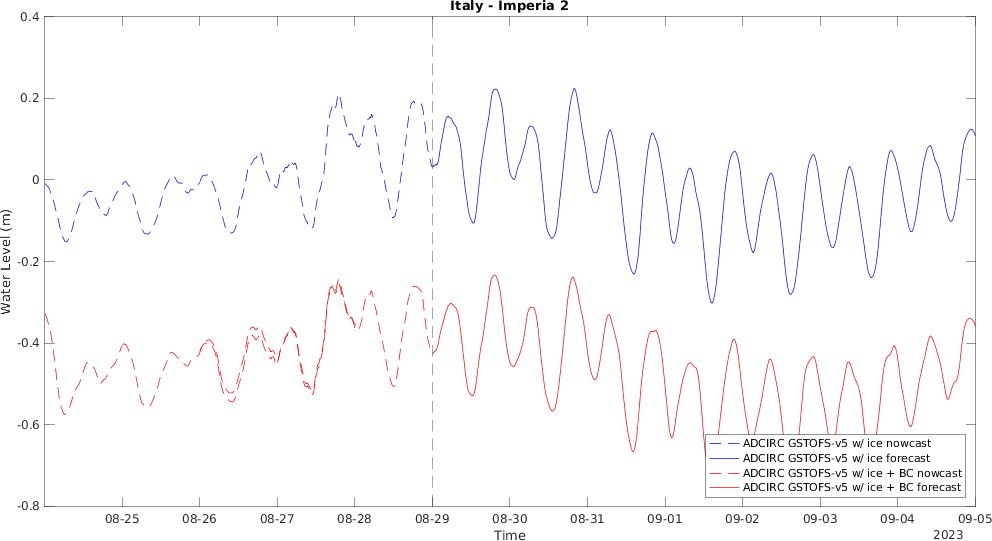 Italy - Imperia 2
0.4
0.2
0
-0.2
-0.4
-0.6
-0.8
Water Level (m)
ADCIRC GSTOFS-v5 w/ ice nowcast
ADCIRC GSTOFS-v5 w/ ice forecast
ADCIRC GSTOFS-v5 w/ ice + BC nowcast
ADCIRC GSTOFS-v5 w/ ice + BC forecast
08-25 08-26 08-27 08-28 08-29 08-30 08-31 09-01 09-02 09-03 09-04 09-05
Time 2023